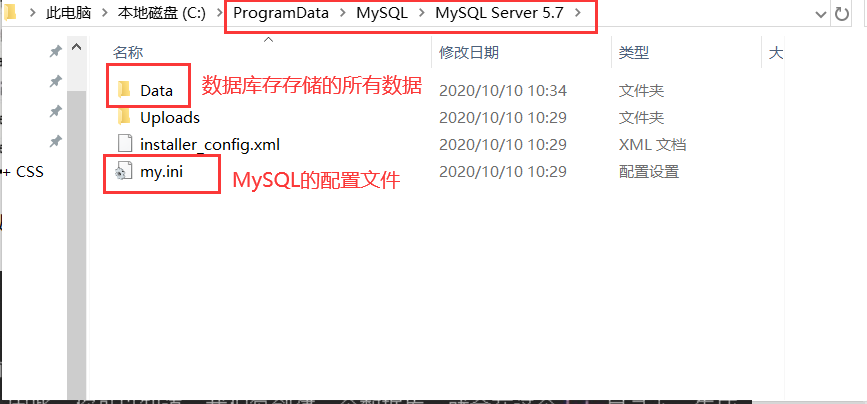 此电脑 > 本地磁盘 (C:) > ProgramData > MySQL > MySQL Server 5.7 >
名称 修改日期 类型 大
Data 数据库存存储的所有数据 2020/10/10 10:34 文件夹
Uploads 2020/10/10 10:29 文件夹
installer_config.xml 2020/10/10 10:29 XML 文档
+ CSS my.ini MySQL的配置文件 2020/10/10 10:29 配置设置